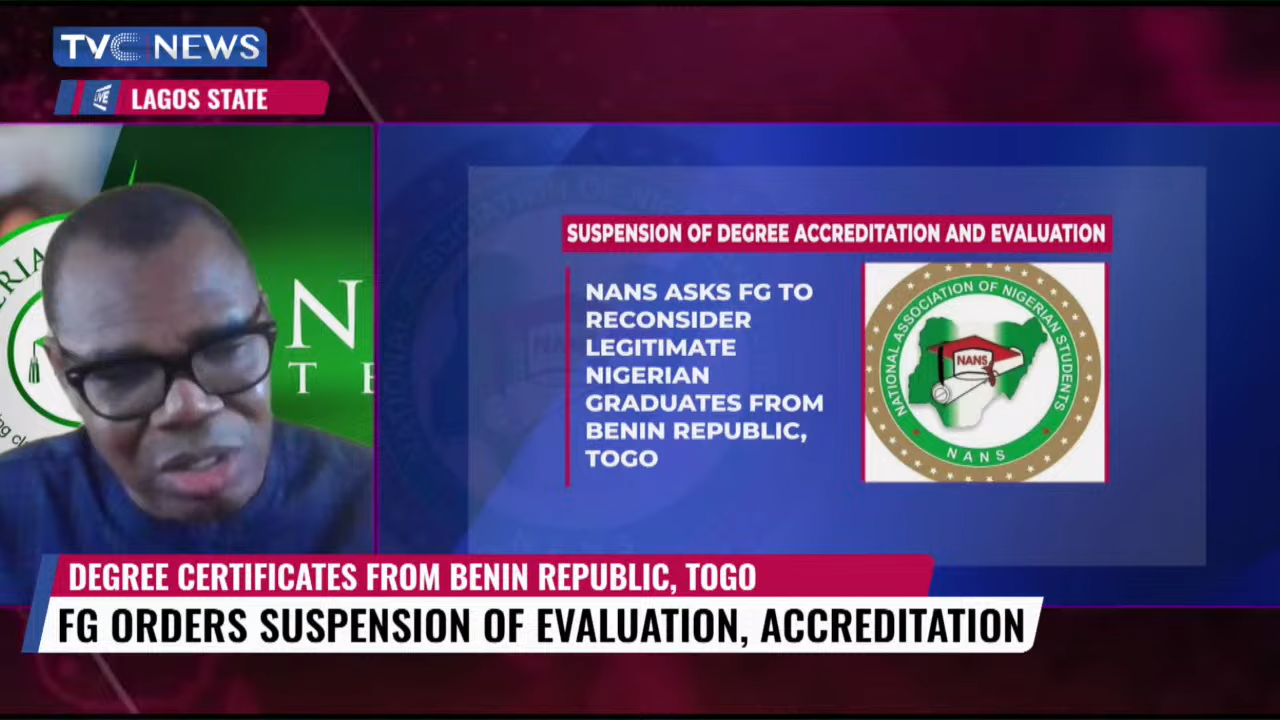 TVC NEWS
LIVE
LAGOS STATE
N
T E
SUSPENSION OF DEGREE ACCREDITATION AND EVALUATION
NANS ASKS FG TO
RECONSIDER
LEGITIMATE
NIGERIAN
GRADUATES FROM
BENIN REPUBLIC,
TOGO
NATIONAL ASSOCIATION OF NIGERIAN STUDENTS
NANS
NANS
DEGREE CERTIFICATES FROM BENIN REPUBLIC, TOGO
FG ORDERS SUSPENSION OF EVALUATION, ACCREDITATION